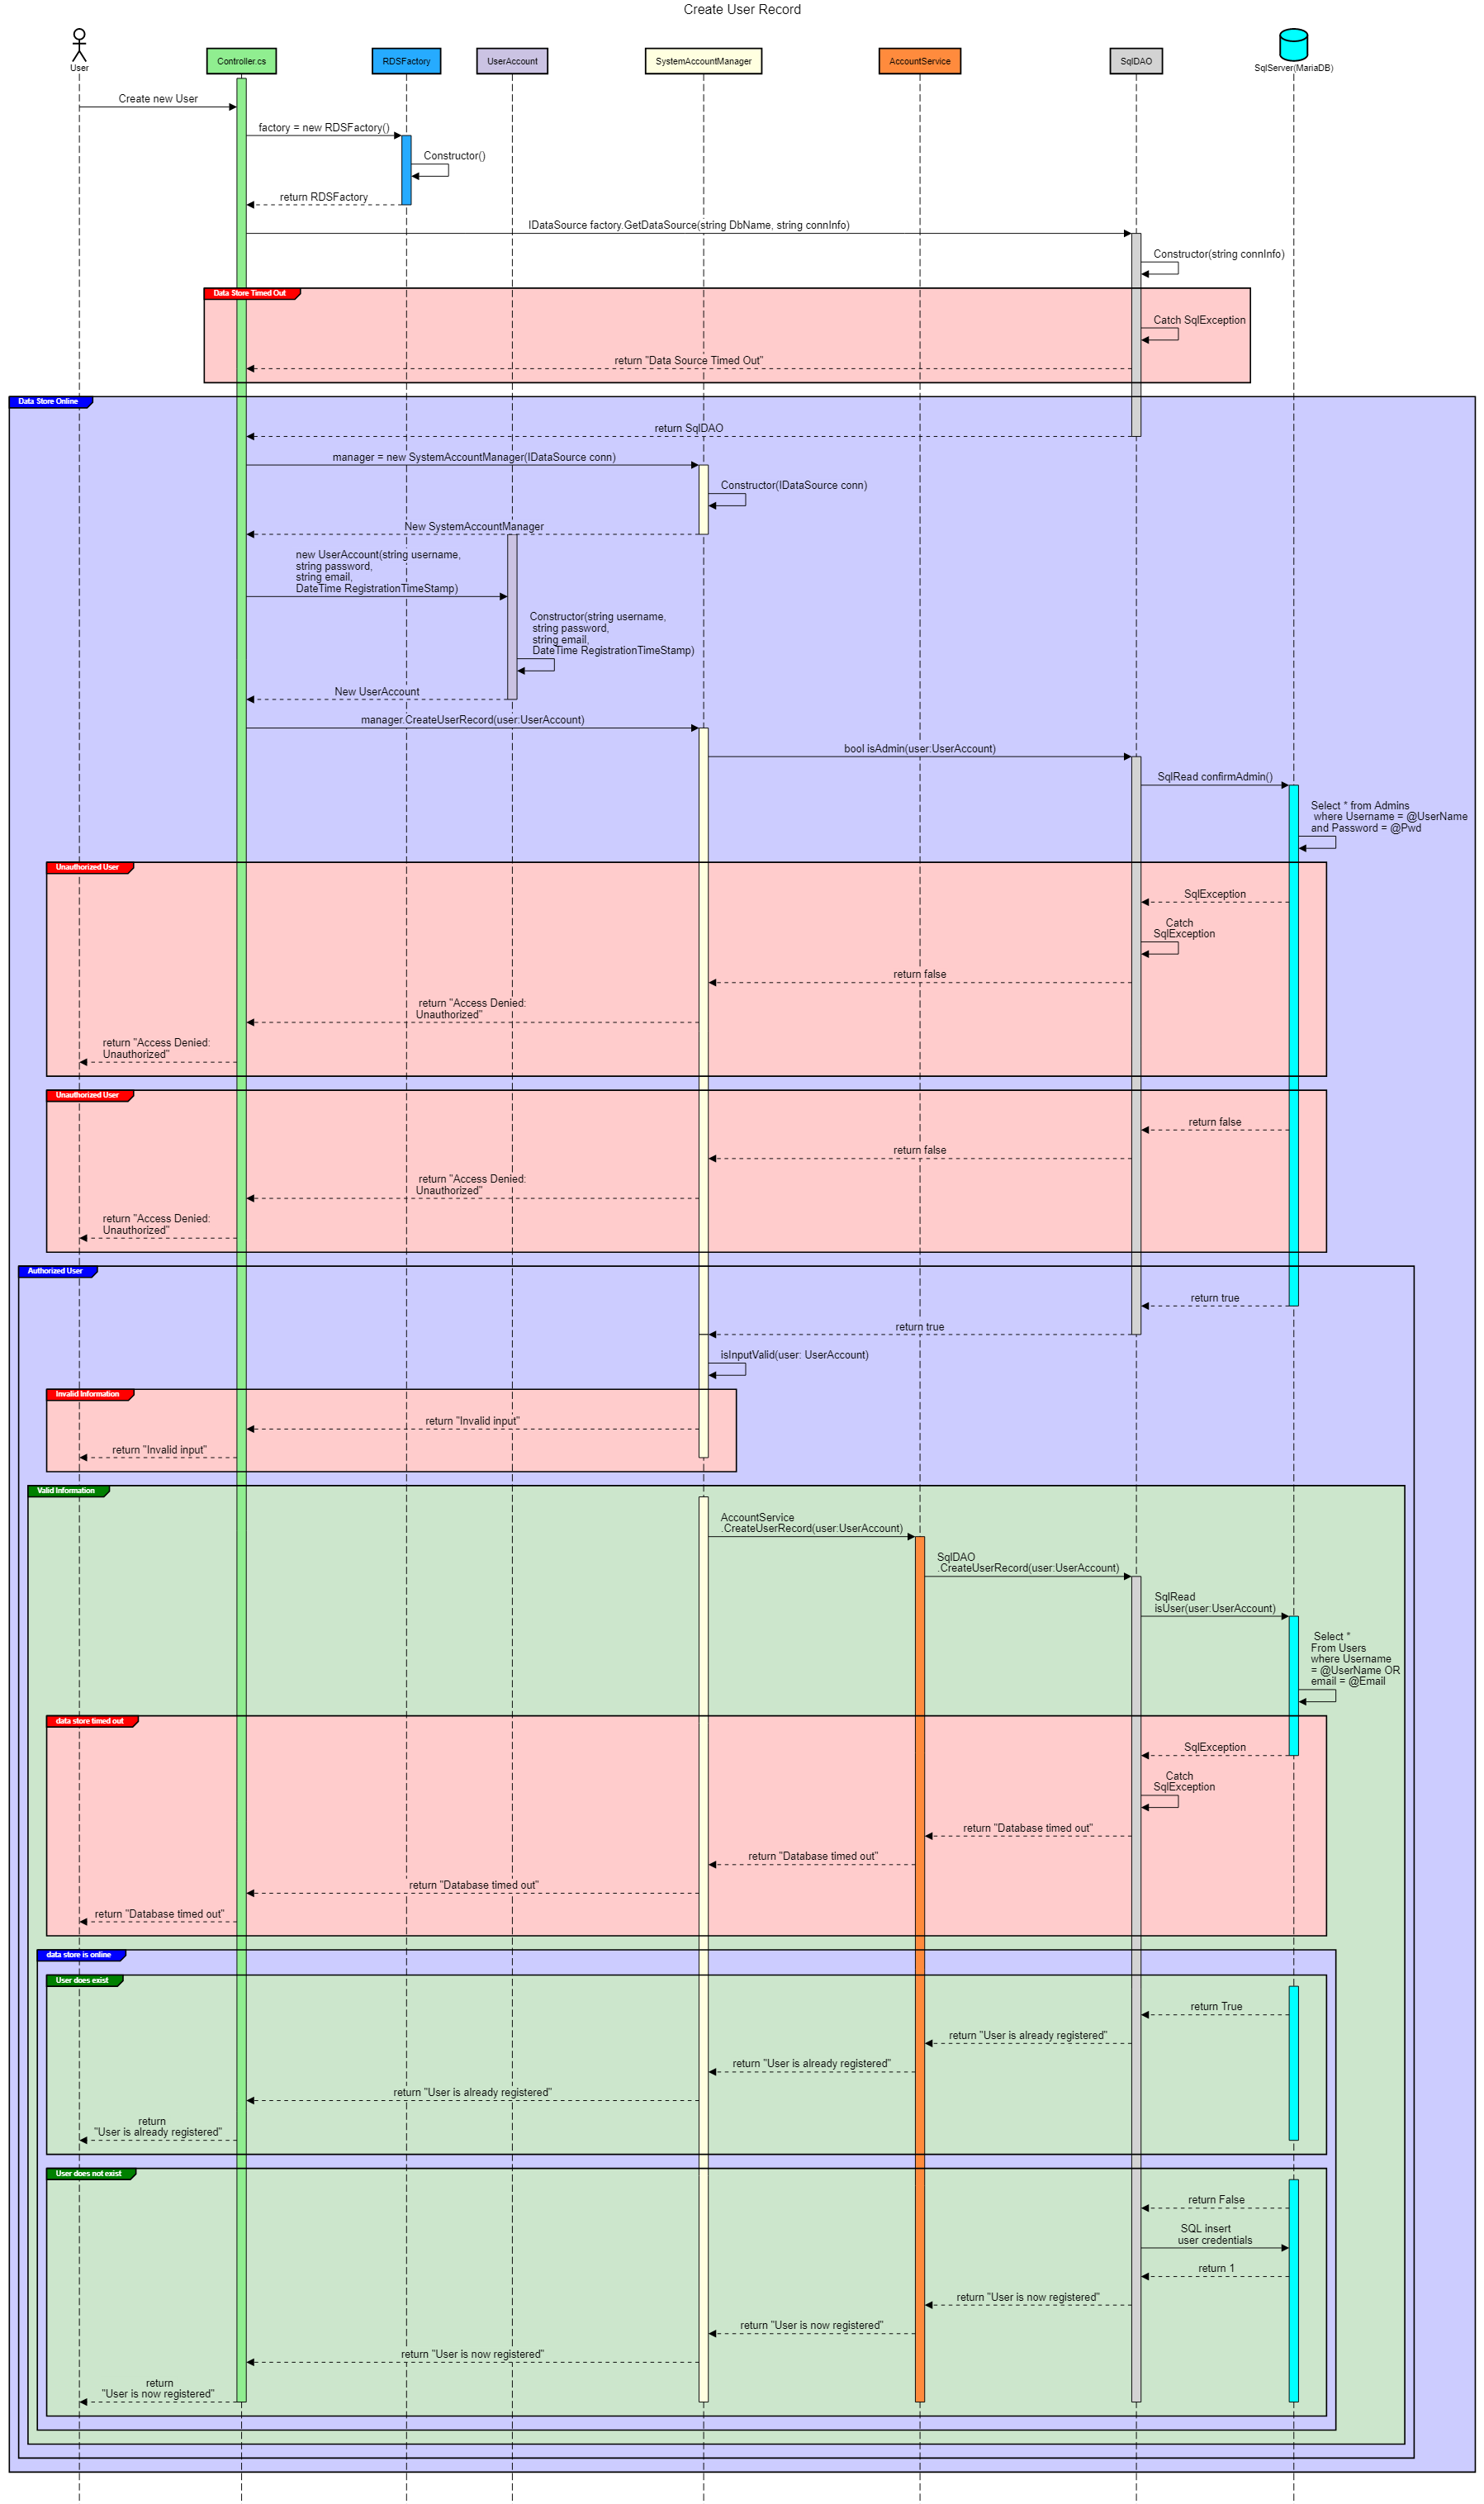 Create User Record
User
Controller.cs
RDSFactory
UserAccount
SystemAccountManager
AccountService
SqlDAO
SqlServer(MariaDB)
Create new User
factory = new RDSFactory()
Constructor()
return RDSFactory
IDataSource factory.GetDataSource(string DbName, string connInfo)
Constructor(string connInfo)
Data Store Timed Out
Catch SqlException
return "Data Source Timed Out"
Data Store Online
return SqlDAO
manager = new SystemAccountManager(IDataSource conn)
Constructor(IDataSource conn)
New SystemAccountManager
new UserAccount(string username,
string password,
string email,
DateTime RegistrationTimeStamp)
Constructor(string username,
string password,
string email,
DateTime RegistrationTimeStamp)
New UserAccount
manager.CreateUserRecord(user:UserAccount)
bool isAdmin(user:UserAccount)
SqlRead confirmAdmin()
Select * from Admins
where Username = @UserName
and Password = @Pwd
Unauthorized User
SqlException
Catch
SqlException
return false
return "Access Denied:
Unauthorized"
return "Access Denied:
Unauthorized"
Unauthorized User
return false
return false
return "Access Denied:
Unauthorized"
return "Access Denied:
Unauthorized"
Authorized User
return true
return true
isInputValid(user: UserAccount)
Invalid Information
return "Invalid input"
return "Invalid input"
Valid Information
AccountService
.CreateUserRecord(user:UserAccount)
SqlDAO
.CreateUserRecord(user:UserAccount)
SqlRead
isUser(user:UserAccount)
Select *
From Users
where Username
= @UserName OR
email = @Email
data store timed out
SqlException
Catch
SqlException
return "Database timed out"
return "Database timed out"
return "Database timed out"
return "Database timed out"
data store is online
User does exist
return True
return "User is already registered"
return "User is already registered"
return "User is already registered"
return
"User is already registered"
User does not exist
return False
SQL insert
user credentials
return 1
return "User is now registered"
return "User is now registered"
return "User is now registered"
return
"User is now registered"